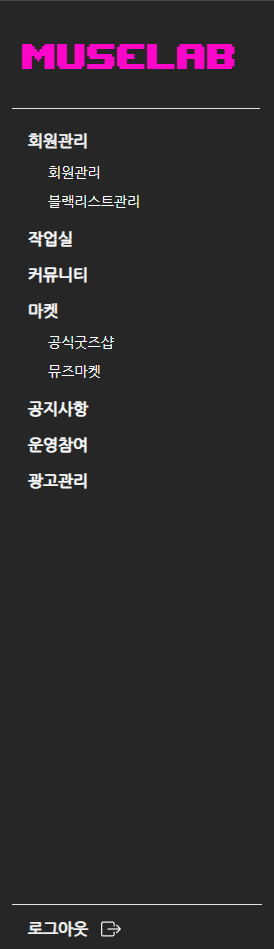 MUSELAB
회원관리
회원관리
블랙리스트관리
작업실
커뮤니티
마켓
공식굿즈샵
뮤즈마켓
공지사항
운영참여
광고관리
로그아웃